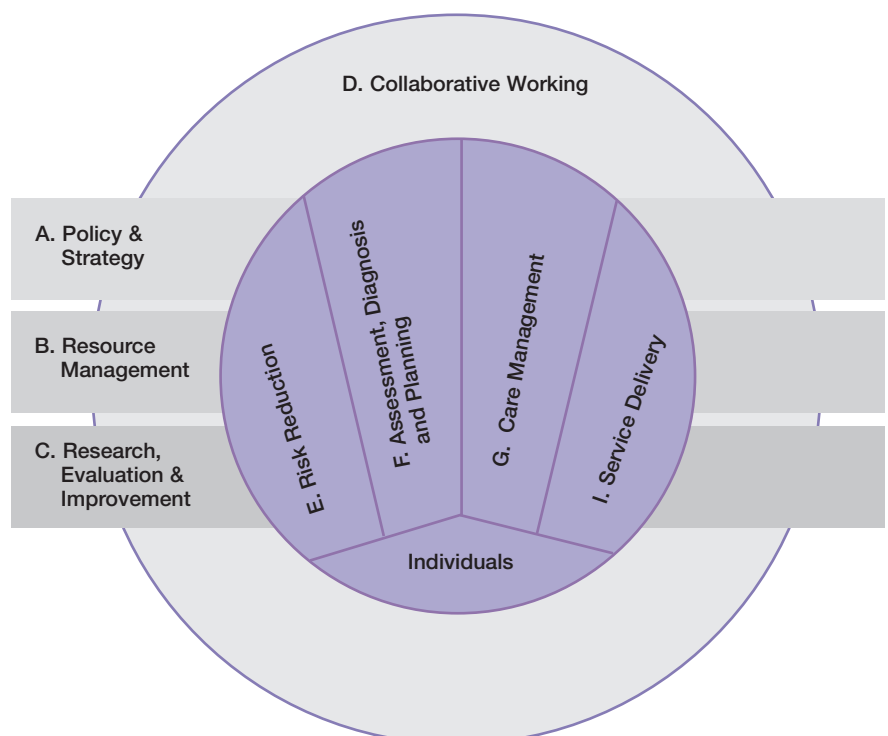 D. Collaborative Working
A. Policy &
Strategy
B. Resource
Management
C. Research,
Evaluation &
Improvement
E. Risk Reduction
F. Assessment, Diagnosis
and Planning
G. Care Management
I. Service Delivery
Individuals